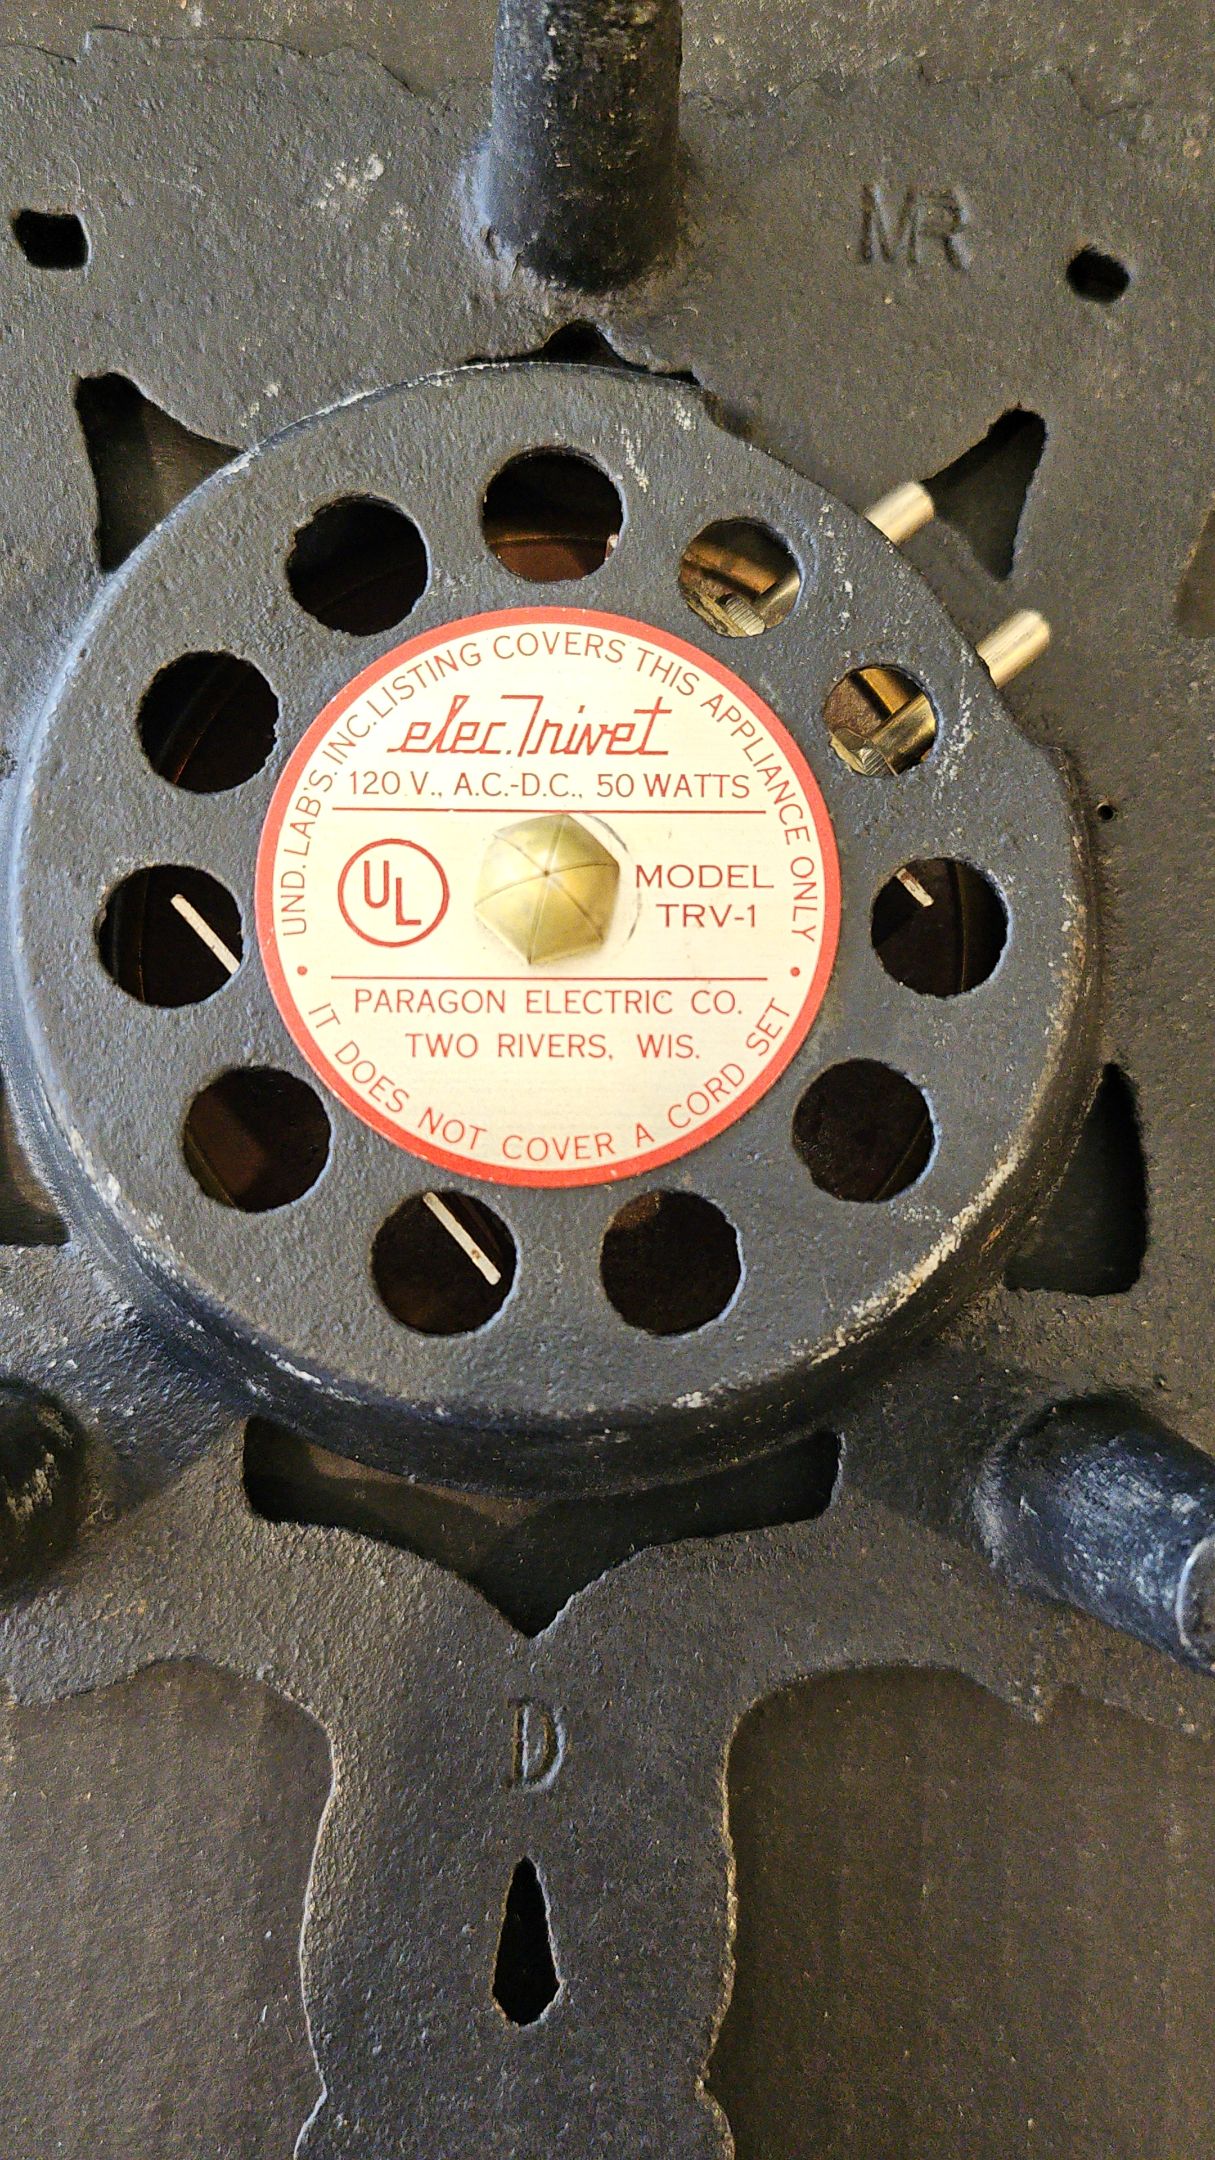 MR
UND. LAB'S. INC. LISTING COVERS THIS APPLIANCE ONLY
elec.Trivet
120 V., A.C.-D.C., 50 WATTS
UL
MODEL
TRV-1
PARAGON ELECTRIC CO.
TWO RIVERS, WIS.
• IT DOES NOT COVER A CORD SET •
D